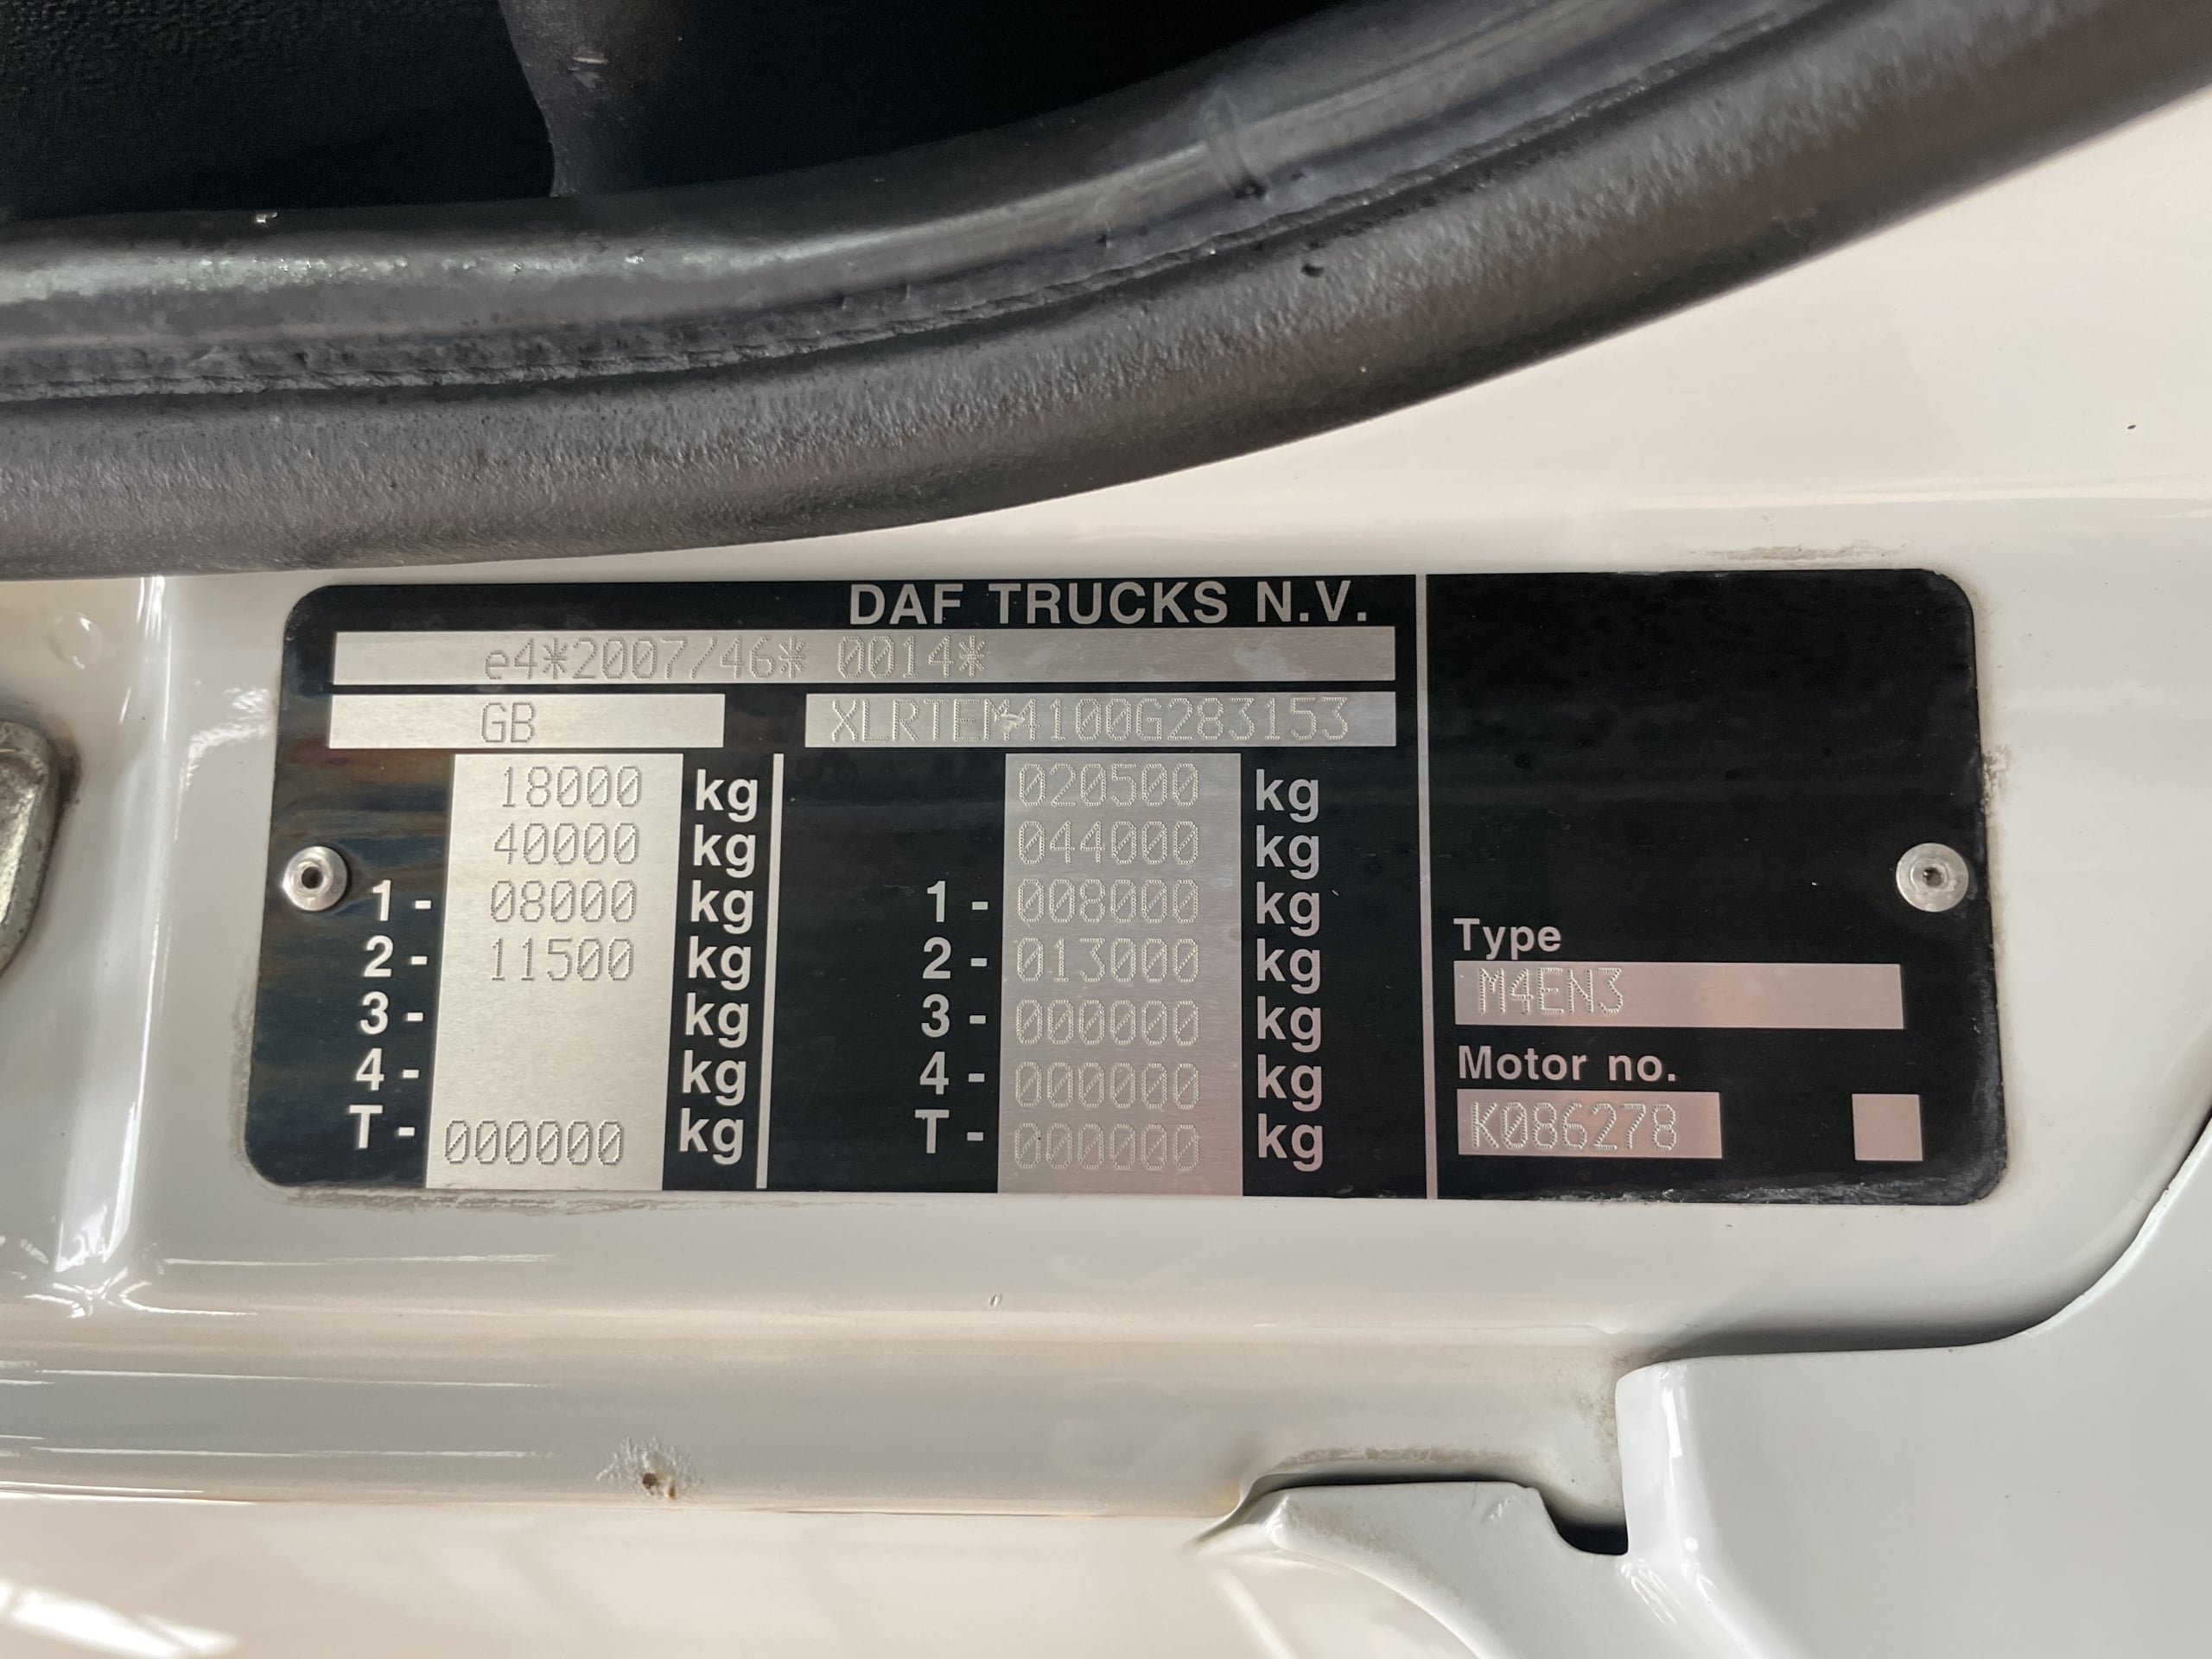 DAF TRUCKS N.V.
e4*2007/46* 0014*
GB XLRTEM4100G283153
18000 kg 020500 kg
40000 kg 044000 kg
1- 08000 kg 1- 008000 kg
2- 11500 kg 2- 013000 kg
3- kg 3- 000000 kg
4- kg 4- 000000 kg
T- 000000 kg T- 000000 kg
Type
M4EN3
Motor no.
K086278